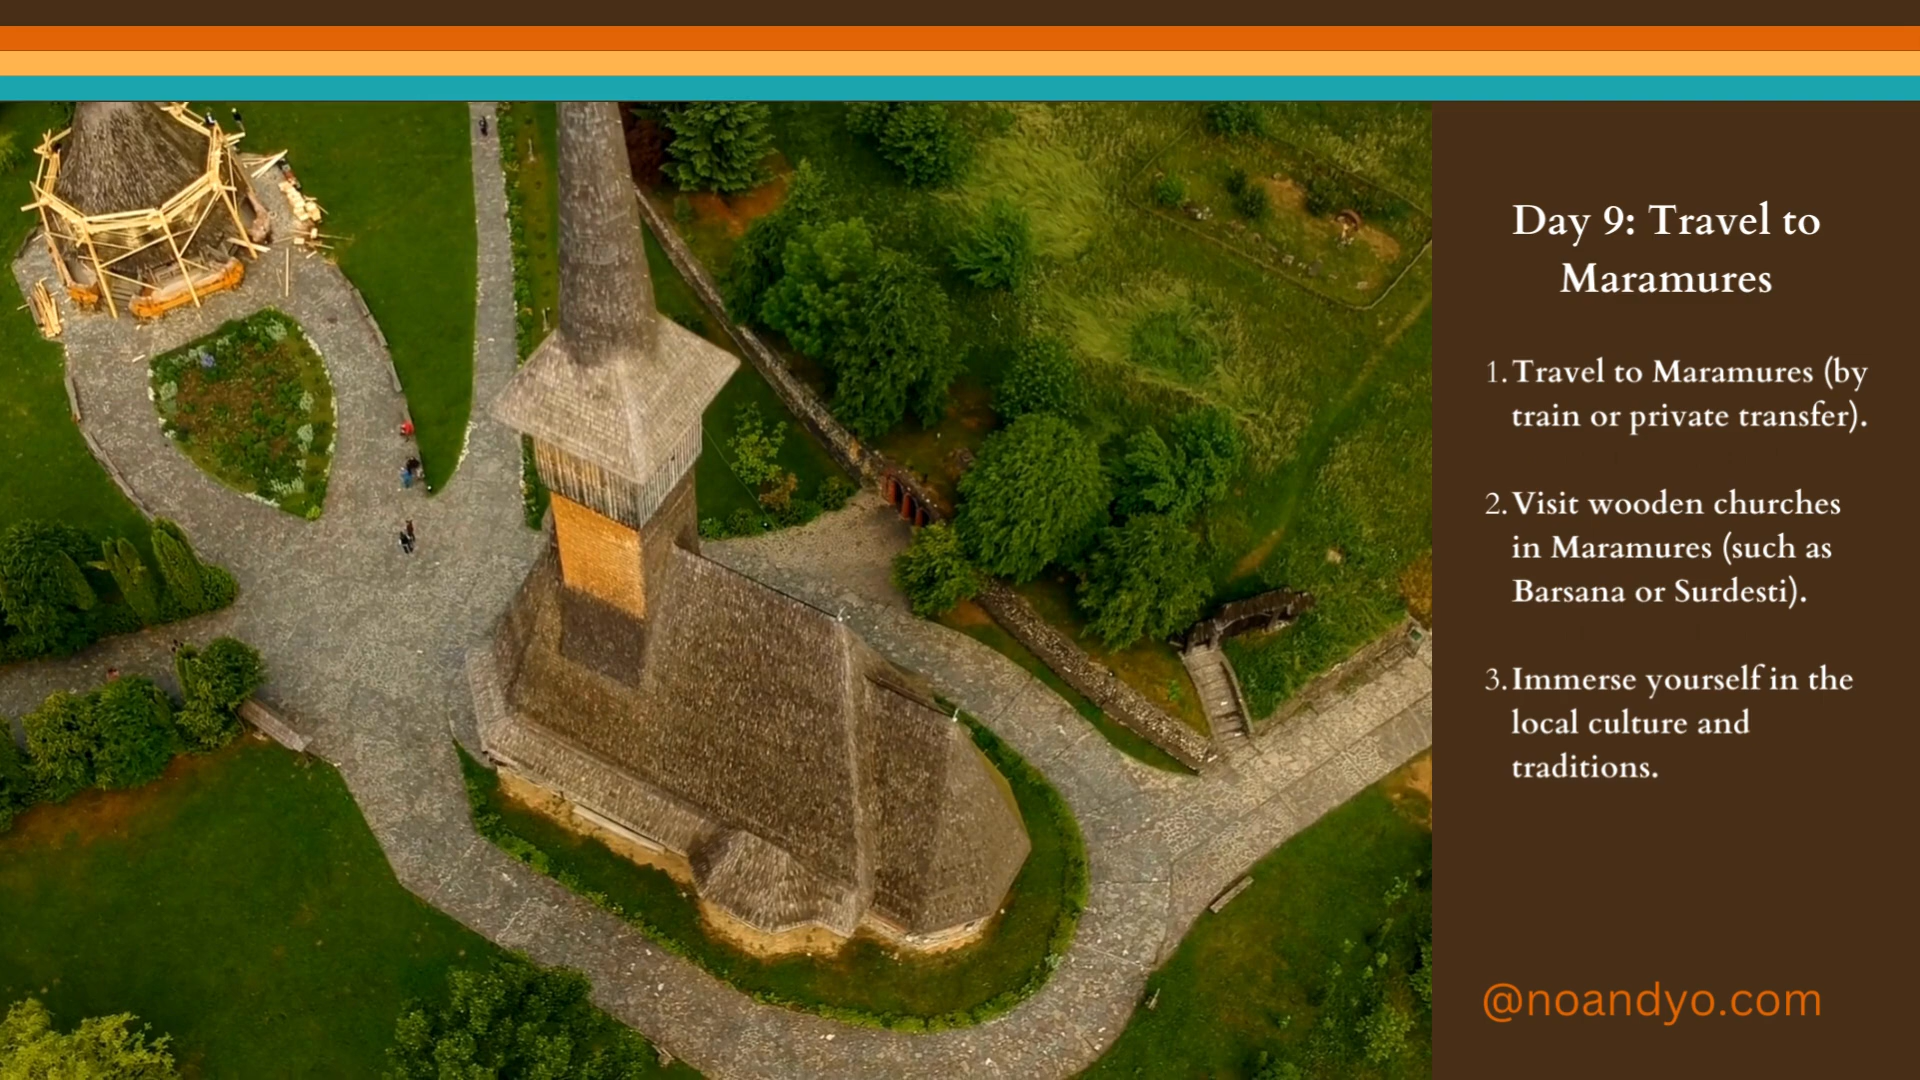 Day 9: Travel to
Maramures
1. Travel to Maramures (by
train or private transfer).
2. Visit wooden churches
in Maramures (such as
Barsana or Surdesti).
3. Immerse yourself in the
local culture and
traditions.
@noandyo.com